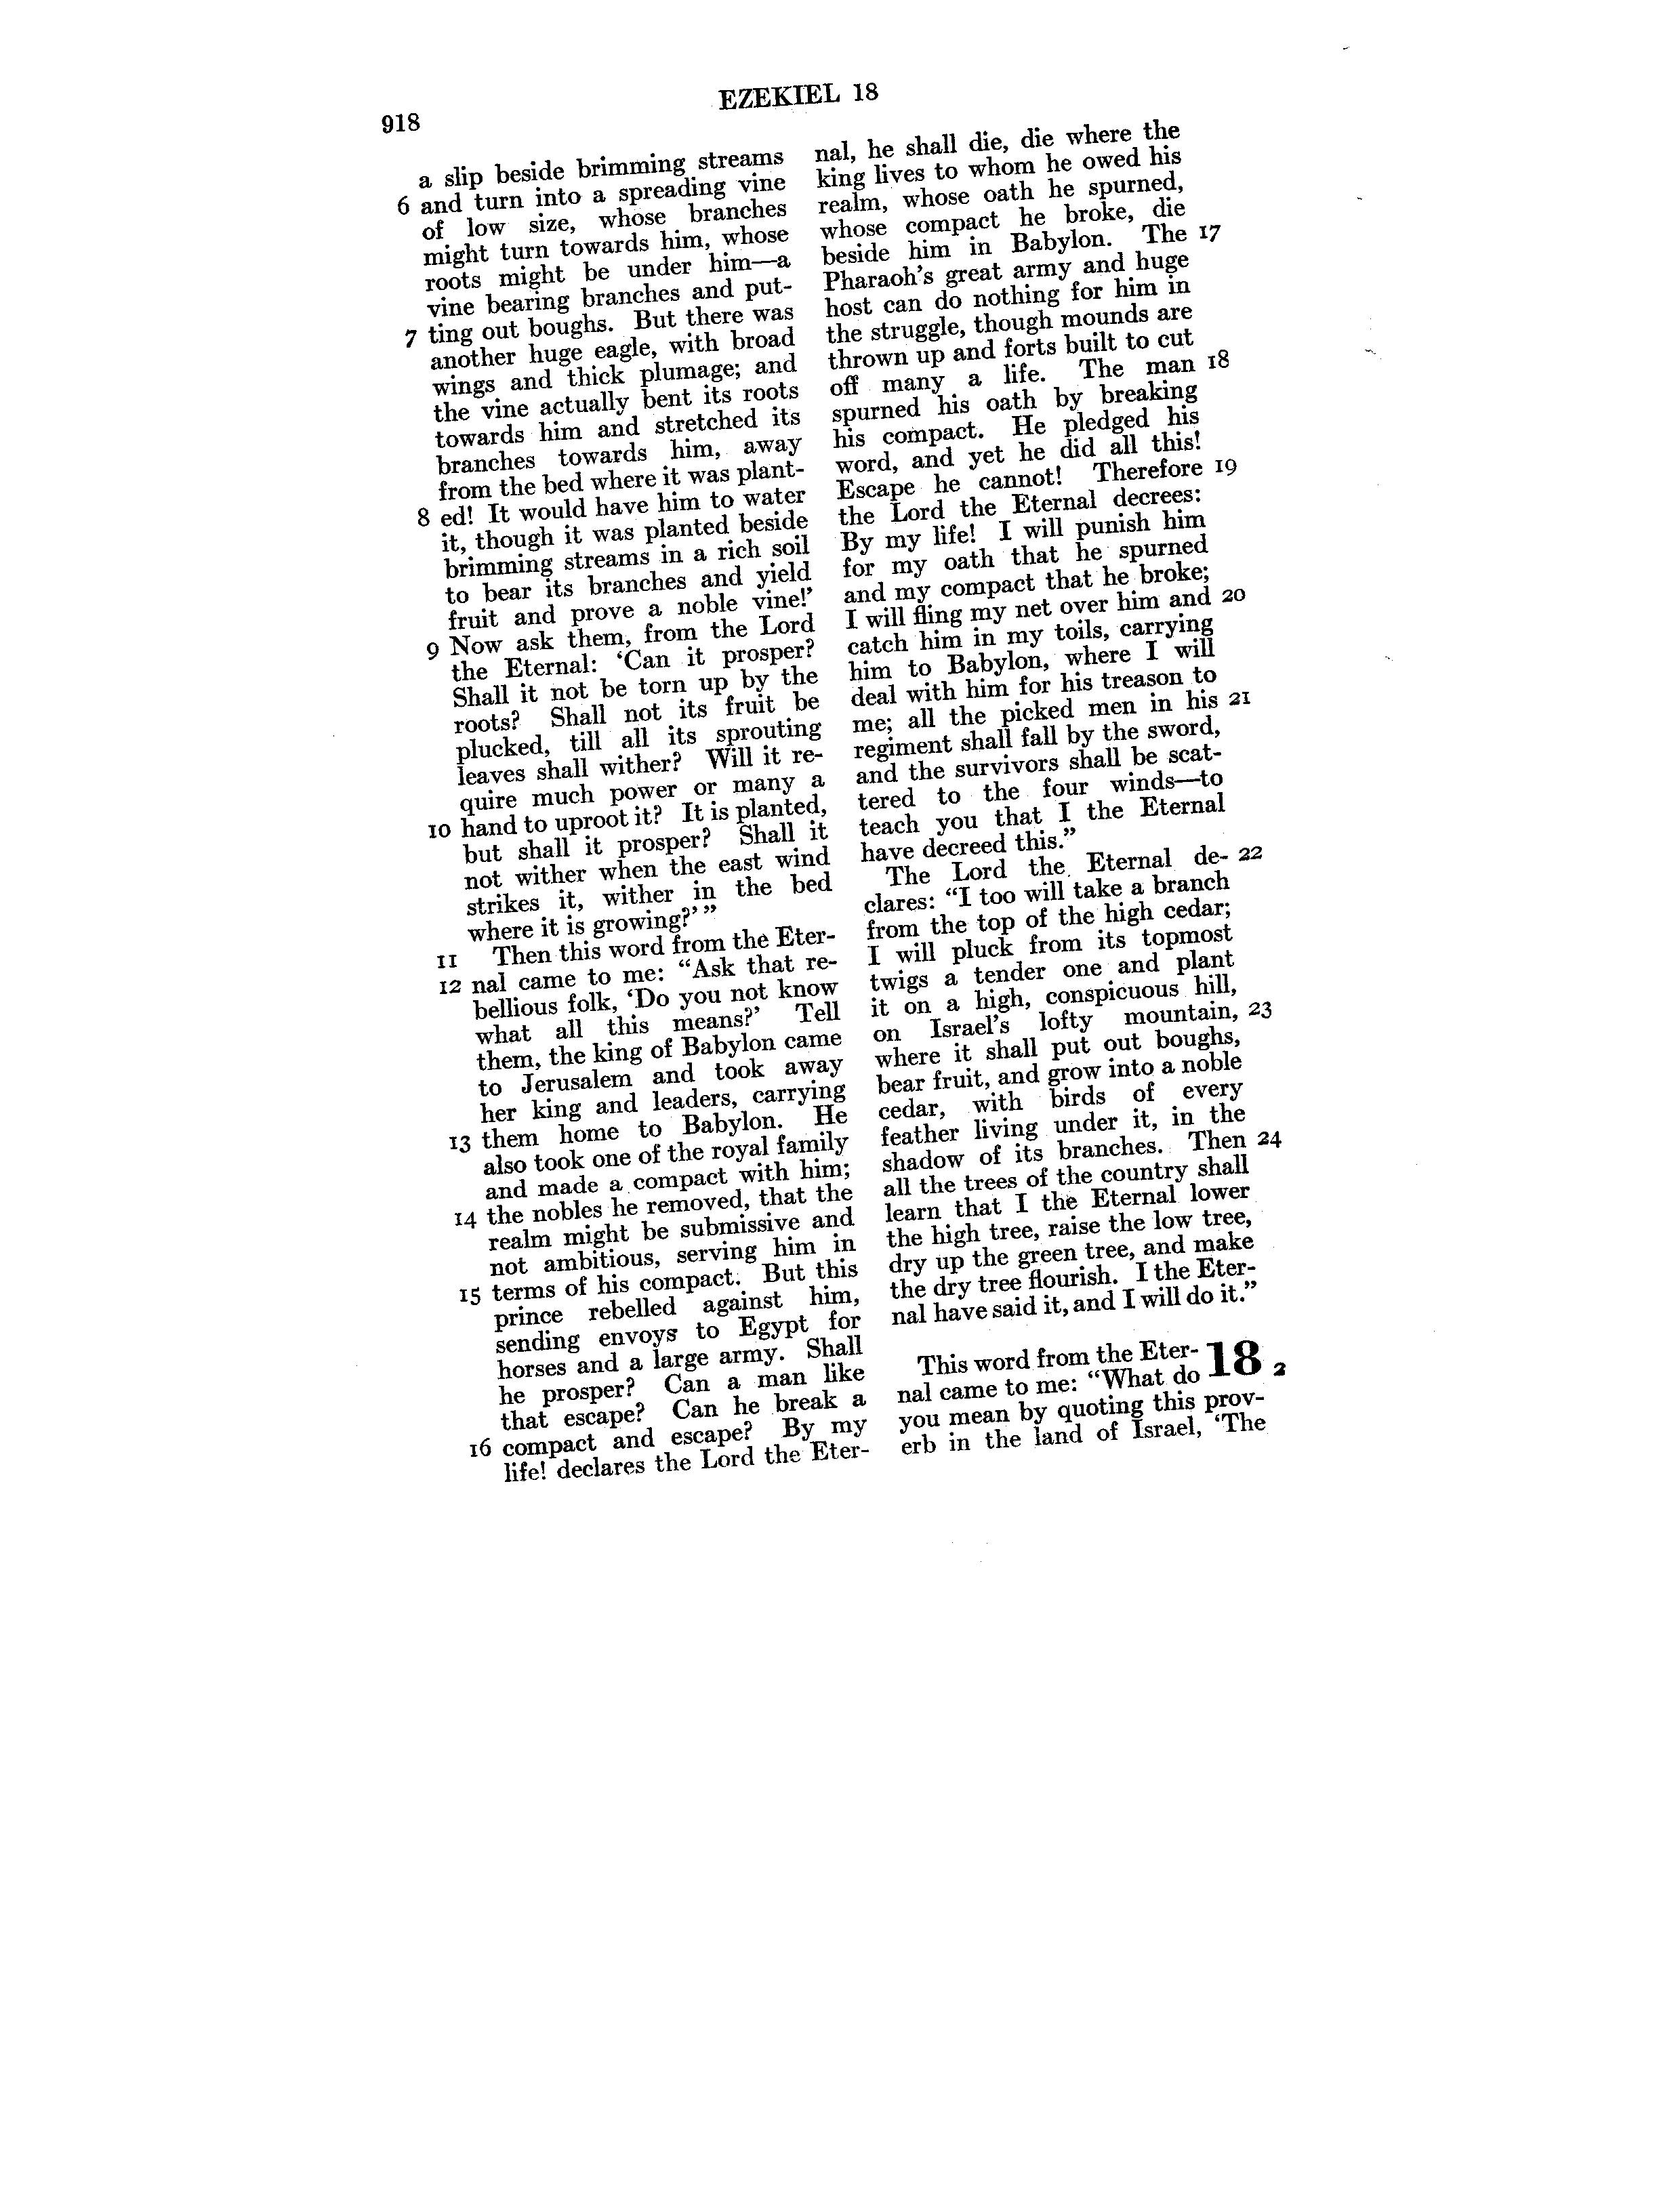 918
EZEKIEL 18
a slip beside brimming streams
6 and turn into a spreading vine
of low size, whose branches
might turn towards him, whose
roots might be under him—a
vine bearing branches and put-
7 ting out boughs. But there was
another huge eagle, with broad
wings and thick plumage; and
the vine actually bent its roots
towards him and stretched its
branches towards him, away
from the bed where it was plant-
8 ed! It would have him to water
it, though it was planted beside
brimming streams in a rich soil
to bear its branches and yield
fruit and prove a noble vine!’
9 Now ask them, from the Lord
the Eternal: ‘Can it prosper?
Shall it not be torn up by the
roots? Shall not its fruit be
plucked, till all its sprouting
leaves shall wither? Will it re-
quire much power or many a
10 hand to uproot it? It is planted,
but shall it prosper? Shall it
not wither when the east wind
strikes it, wither in the bed
where it is growing?’”
11 Then this word from the Eter-
12 nal came to me: “Ask that re-
bellious folk, ‘Do you not know
what all this means?’ Tell
them, the king of Babylon came
to Jerusalem and took away
her king and leaders, carrying
13 them home to Babylon. He
also took one of the royal family
and made a compact with him;
14 the nobles he removed, that the
realm might be submissive and
not ambitious, serving him in
15 terms of his compact. But this
prince rebelled against him,
sending envoys to Egypt for
horses and a large army. Shall
he prosper? Can a man like
that escape? Can he break a
16 compact and escape? By my
life! declares the Lord the Eter-
nal, he shall die, die where the
king lives to whom he owed his
realm, whose oath he spurned,
whose compact he broke, die
beside him in Babylon. The 17
Pharaoh’s great army and huge
host can do nothing for him in
the struggle, though mounds are
thrown up and forts built to cut
off many a life. The man 18
spurned his oath by breaking
his compact. He pledged his
word, and yet he did all this!
Escape he cannot! Therefore 19
the Lord the Eternal decrees:
By my life! I will punish him
for my oath that he spurned
and my compact that he broke;
I will fling my net over him and 20
catch him in my toils, carrying
him to Babylon, where I will
deal with him for his treason to
me; all the picked men in his 21
regiment shall fall by the sword,
and the survivors shall be scat-
tered to the four winds—to
teach you that I the Eternal
have decreed this.”
The Lord the Eternal de- 22
clares: “I too will take a branch
from the top of the high cedar;
I will pluck from its topmost
twigs a tender one and plant
it on a high, conspicuous hill,
on Israel’s lofty mountain, 23
where it shall put out boughs,
bear fruit, and grow into a noble
cedar, with birds of every
feather living under it, in the
shadow of its branches. Then 24
all the trees of the country shall
learn that I the Eternal lower
the high tree, raise the low tree,
dry up the green tree, and make
the dry tree flourish. I the Eter-
nal have said it, and I will do it.”
This word from the Eter- 18
nal came to me: “What do 2
you mean by quoting this prov-
erb in the land of Israel, ‘The